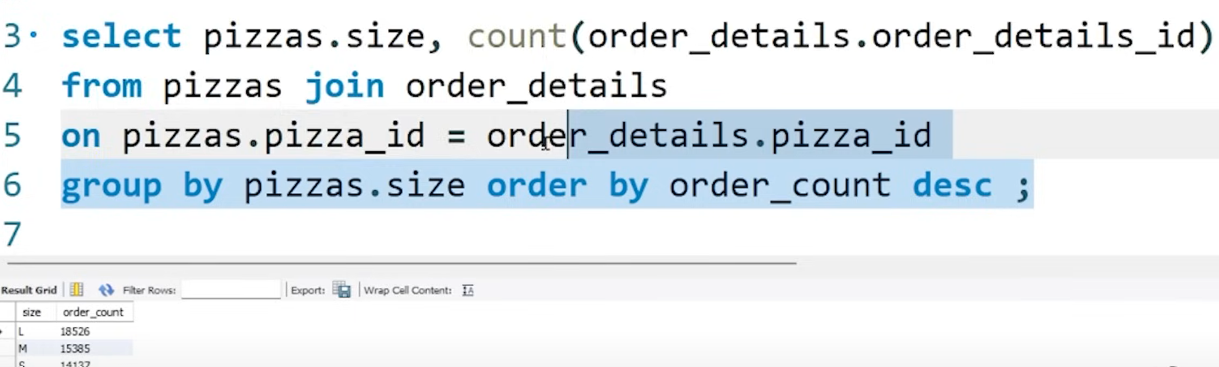 3 select pizzas.size, count(order_details.order_details_id)
4 from pizzas join order_details
5 on pizzas.pizza_id = order_details.pizza_id
6 group by pizzas.size order by order_count desc ;
7
Result Grid Filter Rows: Export: Wrap Cell Content:
size order_count
L 18526
M 15385
S 14137